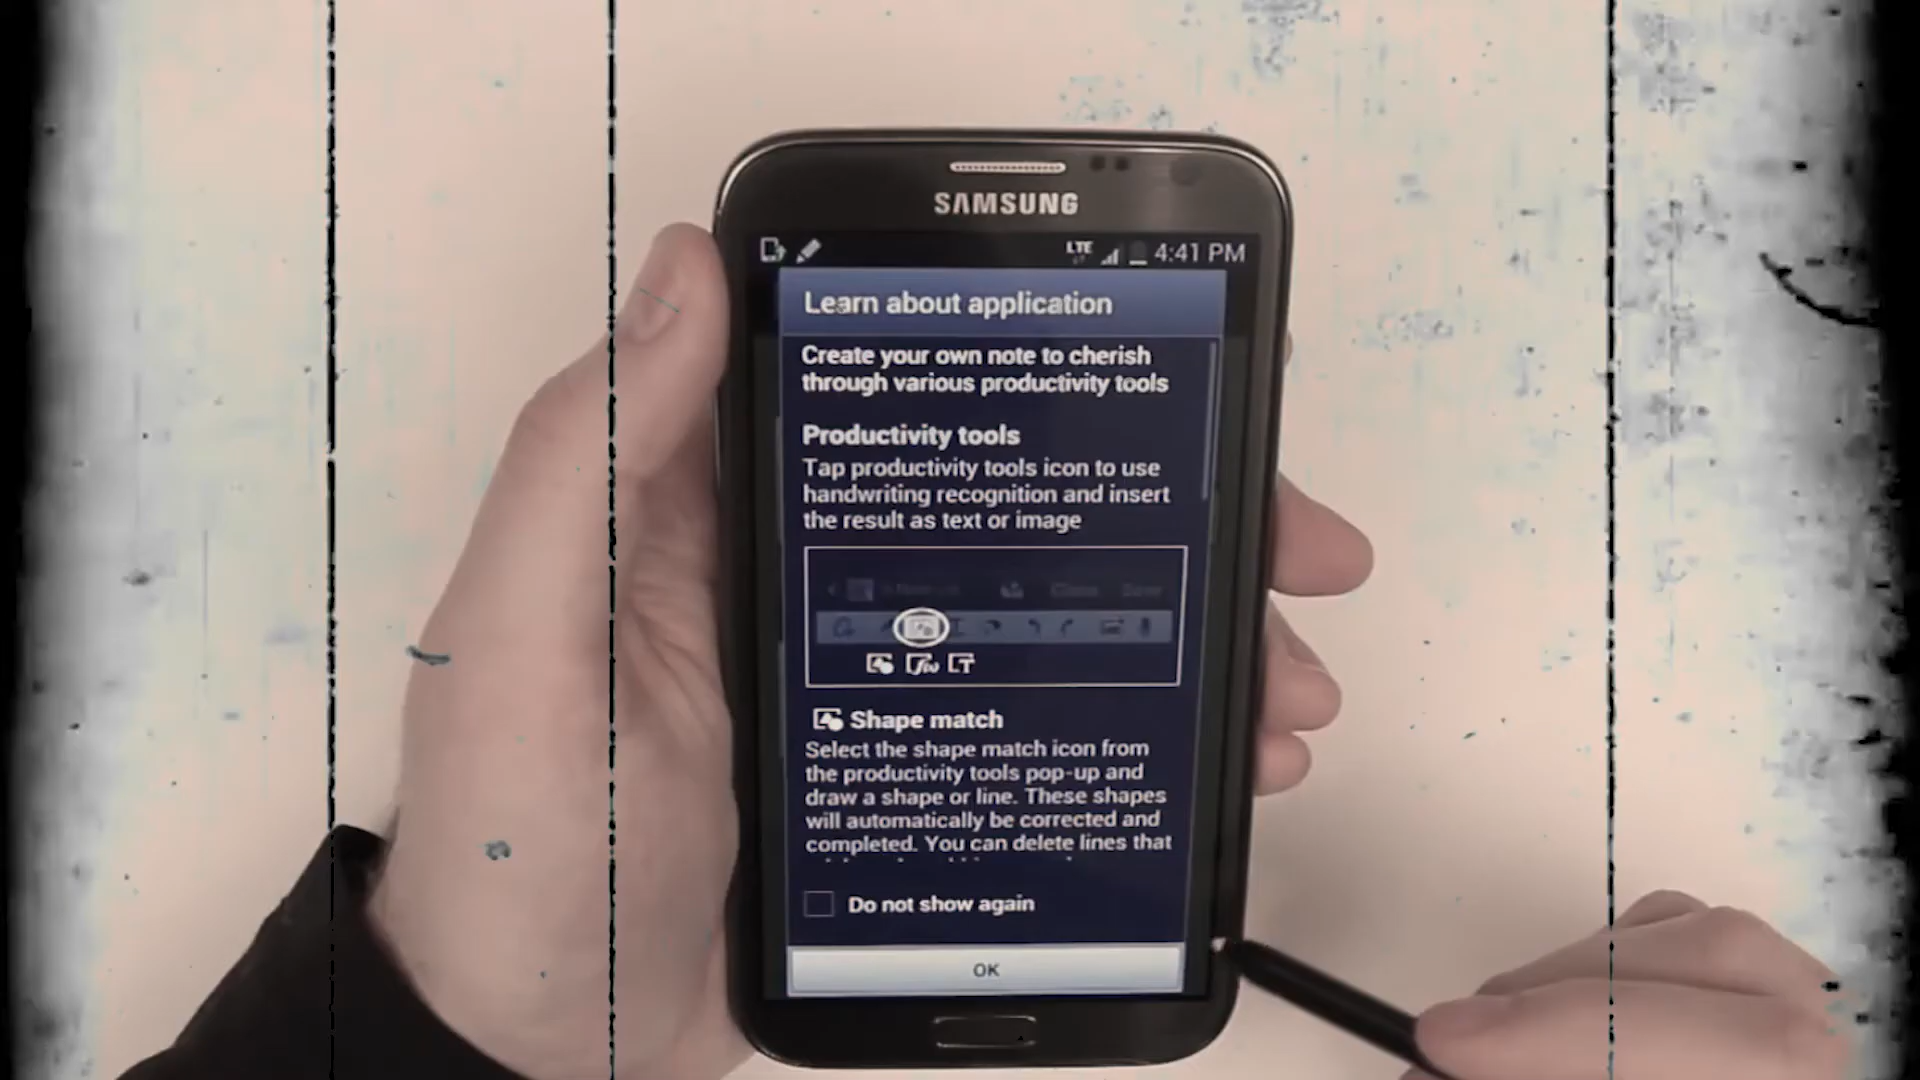 SAMSUNG
LTE 4:41 PM
Learn about application
Create your own note to cherish
through various productivity tools
Productivity tools
Tap productivity tools icon to use
handwriting recognition and insert
the result as text or image
Close Save
Shape match
Select the shape match icon from
the productivity tools pop-up and
draw a shape or line. These shapes
will automatically be corrected and
completed. You can delete lines that
Do not show again
OK